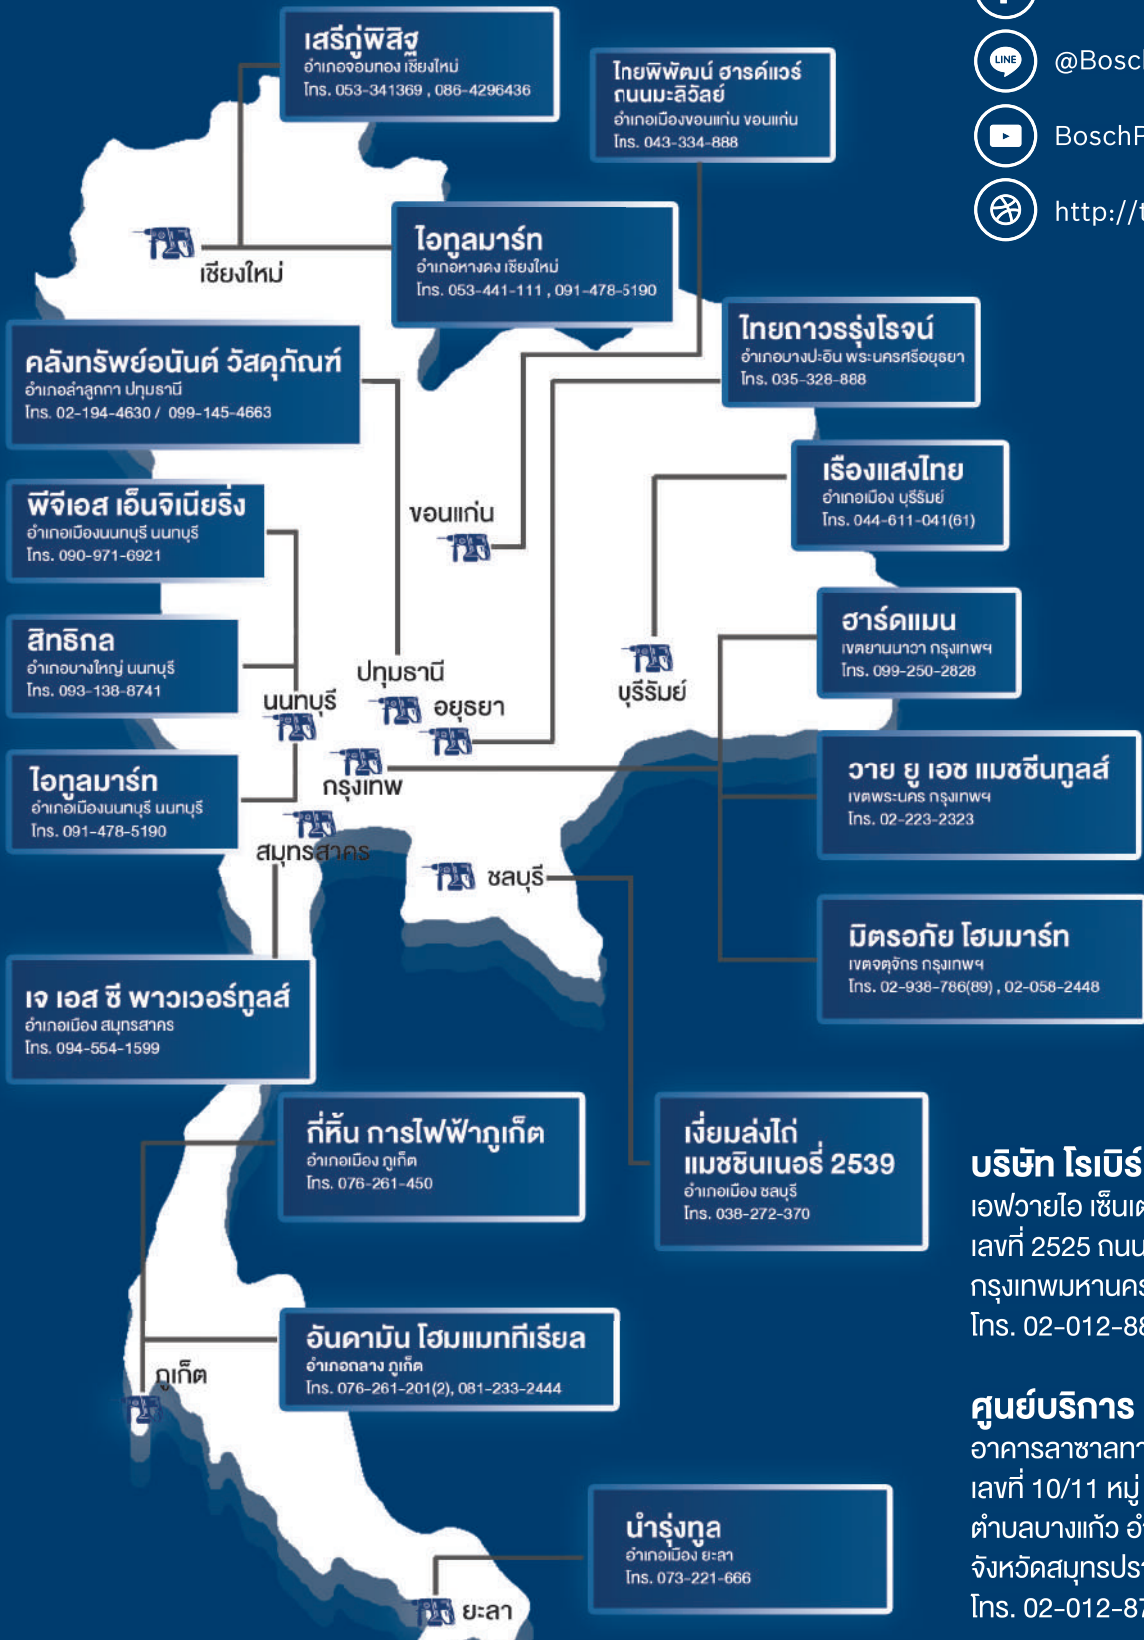 เสรีภู่พิสิฐ
อำเภอจอมทอง เชียงใหม่
โทร. 053-341369 , 086-4296436
ไทยพิพัฒน์ ฮารด์แวร์
ถนนมะลิวัลย์
อำเภอเมืองขอนแก่น ขอนแก่น
โทร. 043-334-888
LINE
@Bosch
BoschP
http://t
เชียงใหม่
ไอทูลมาร์ท
อำเภอหางดง เชียงใหม่
โทร. 053-441-111 , 091-478-5190
คลังทรัพย์อนันต์ วัสดุภัณฑ์
อำเภอลำลูกกา ปทุมธานี
โทร. 02-194-4630 / 099-145-4663
ไทยถาวรรุ่งโรจน์
อำเภอบางปะอิน พระนครศรีอยุธยา
โทร. 035-328-888
พีจีเอส เอ็นจิเนียริ่ง
อำเภอเมืองนนทบุรี นนทบุรี
โทร. 090-971-6921
ขอนแก่น
เรืองแสงไทย
อำเภอเมือง บุรีรัมย์
โทร. 044-611-041(61)
สิทธิกล
อำเภอบางใหญ่ นนทบุรี
โทร. 093-138-8741
นนทบุรี
ปทุมธานี
อยุธยา
บุรีรัมย์
ฮาร์ดแมน
เขตยานนาวา กรุงเทพฯ
โทร. 099-250-2828
ไอทูลมาร์ท
อำเภอเมืองนนทบุรี นนทบุรี
โทร. 091-478-5190
กรุงเทพ
วาย ยู เอช แมชชีนทูลส์
เขตพระนคร กรุงเทพฯ
โทร. 02-223-2323
สมุทรสาคร
ชลบุรี
มิตรอภัย โฮมมาร์ท
เขตจตุจักร กรุงเทพฯ
โทร. 02-938-786(89) , 02-058-2448
เจ เอส ซี พาวเวอร์ทูลส์
อำเภอเมือง สมุทรสาคร
โทร. 094-554-1599
กี่หิ้น การไฟฟ้าภูเก็ต
อำเภอเมือง ภูเก็ต
โทร. 076-261-450
เงี่ยมล่งไถ่
แมชชินเนอรี่ 2539
อำเภอเมือง ชลบุรี
โทร. 038-272-370
บริษัท โรเบิร์
เอฟวายไอ เซ็นเต
เลขที่ 2525 ถนน
กรุงเทพมหานคร
โทร. 02-012-88
อันดามัน โฮมแมททีเรียล
อำเภอถลาง ภูเก็ต
โทร. 076-261-201(2), 081-233-2444
ภูเก็ต
ศูนย์บริการ
อาคารลาซาลทา
เลขที่ 10/11 หมู่
ตำบลบางแก้ว อำ
จังหวัดสมุทรปรา
โทร. 02-012-87
นำรุ่งทูล
อำเภอเมือง ยะลา
โทร. 073-221-666
ยะลา